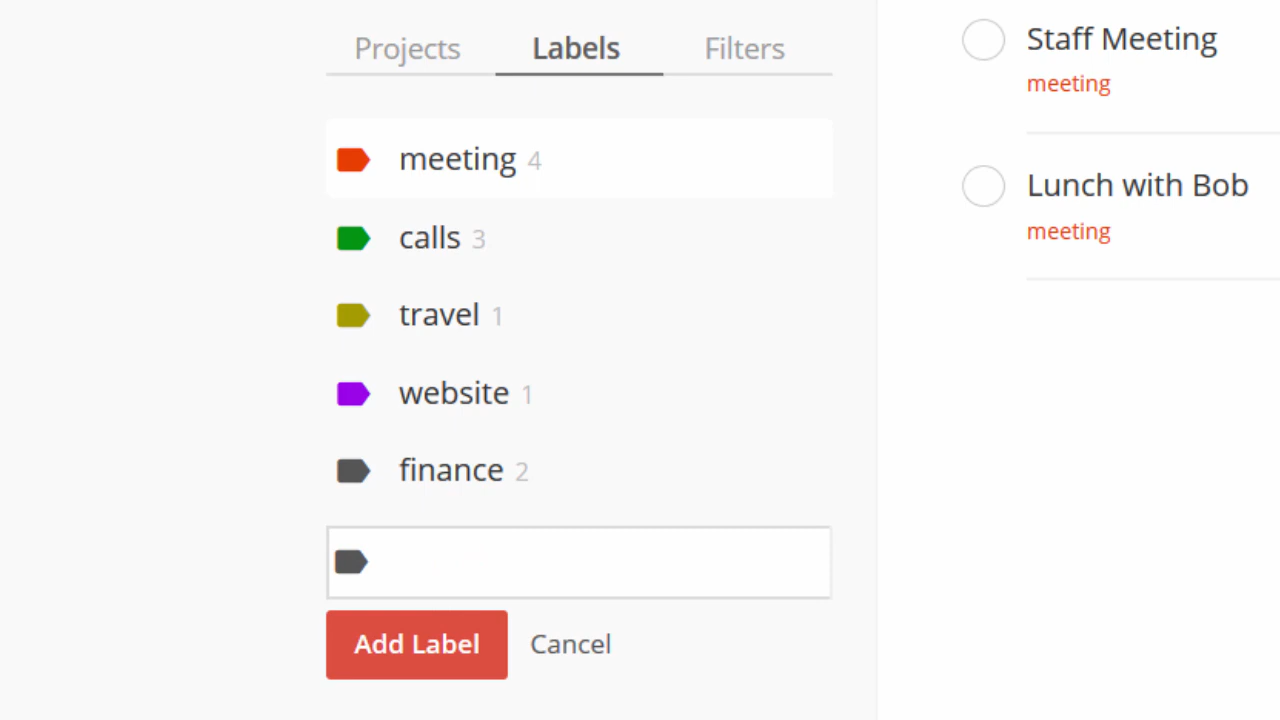 Projects Labels Filters
meeting 4
calls 3
travel 1
website 1
finance 2
Add Label Cancel
Staff Meeting
meeting
Lunch with Bob
meeting